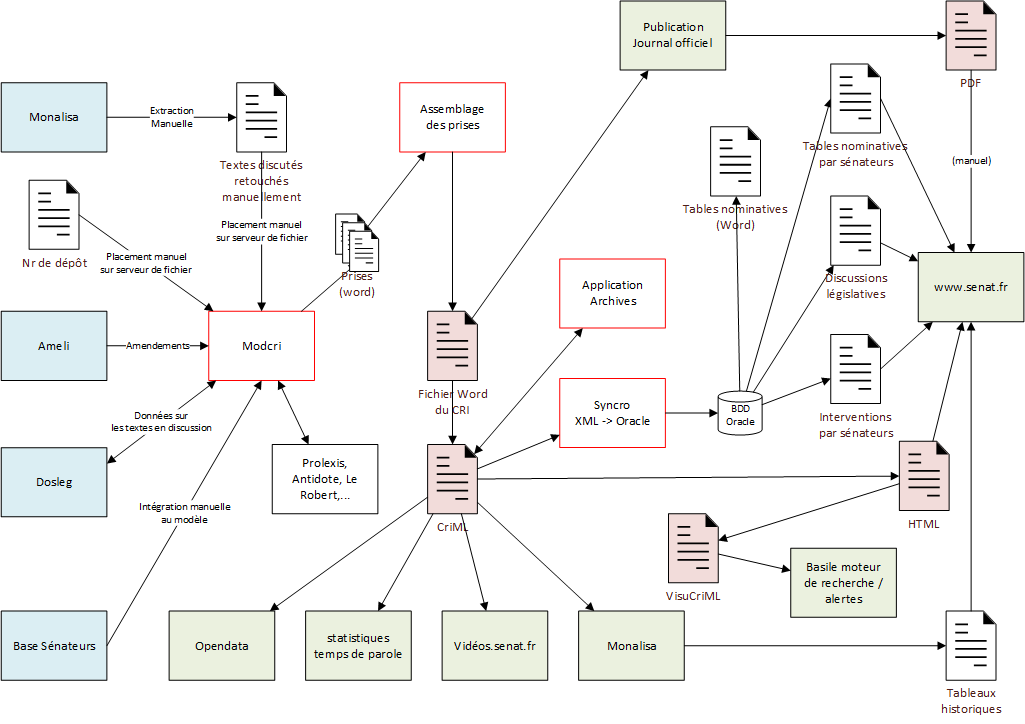 Publication
Journal officiel
PDF
Monalisa
Extraction
Manuelle
Textes discutés
retouchés
manuellement
Assemblage
des prises
Tables nominatives
par sénateurs
(manuel)
Tables nominatives
(Word)
Nr de dépôt
Placement manuel
sur serveur de fichier
Placement manuel
sur serveur de fichier
Prises
(word)
Discussions
législatives
www.senat.fr
Application
Archives
Ameli
Amendements
Modcri
Fichier Word
du CRI
Syncro
XML -> Oracle
BDD
Oracle
Interventions
par sénateurs
Données sur
les textes en discussion
Dosleg
Prolexis,
Antidote, Le
Robert,...
CriML
HTML
Intégration manuelle
au modèle
VisuCriML
Basile moteur
de recherche /
alertes
Base Sénateurs
Opendata
statistiques
temps de parole
Vidéos.senat.fr
Monalisa
Tableaux
historiques